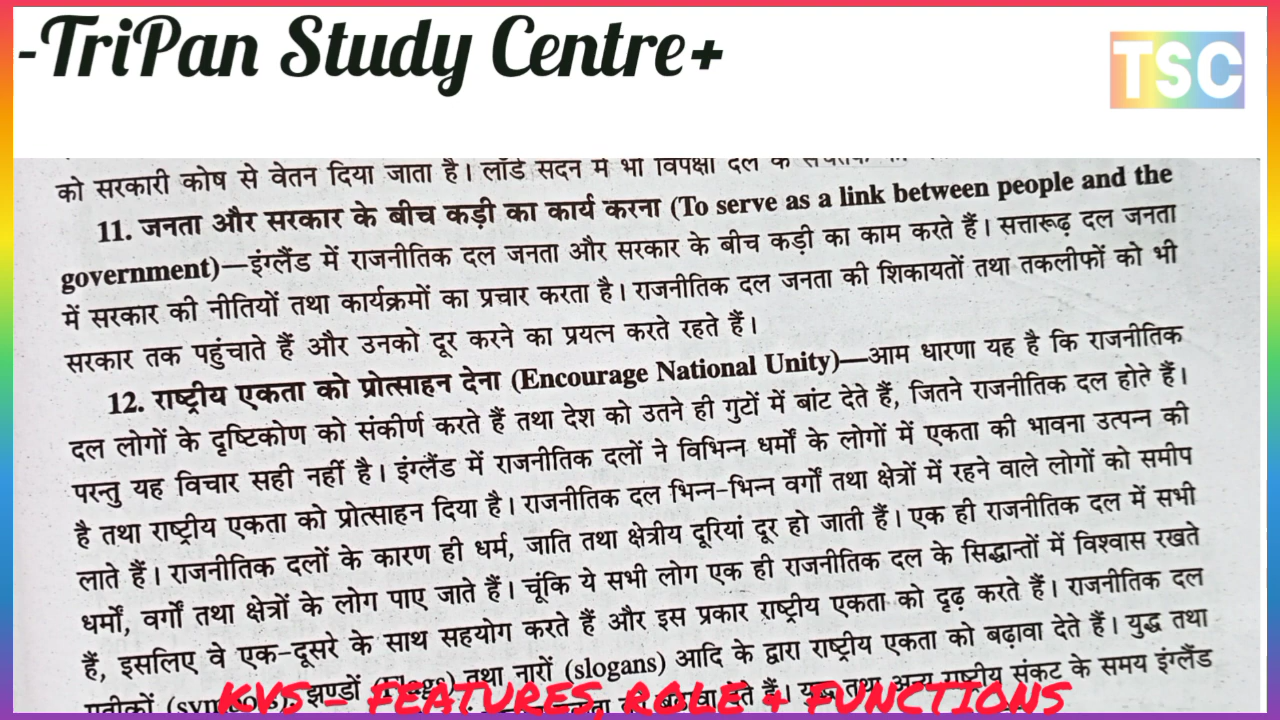 -TriPan Study Centre+
TSC
को सरकारी कोष से वेतन दिया जाता है। लॉर्ड सदन में भी विपक्षी दल के
11. जनता और सरकार के बीच कड़ी का कार्य करना (To serve as a link between people and the
government)—इंग्लैंड में राजनीतिक दल जनता और सरकार के बीच कड़ी का काम करते हैं। सत्तारूढ़ दल जनता
में सरकार की नीतियों तथा कार्यक्रमों का प्रचार करता है। राजनीतिक दल जनता की शिकायतों तथा तकलीफों को भी
सरकार तक पहुंचाते हैं और उनको दूर करने का प्रयत्न करते रहते हैं।
12. राष्ट्रीय एकता को प्रोत्साहन देना (Encourage National Unity)—आम धारणा यह है कि राजनीतिक
दल लोगों के दृष्टिकोण को संकीर्ण करते हैं तथा देश को उतने ही गुटों में बांट देते हैं, जितने राजनीतिक दल होते हैं।
परन्तु यह विचार सही नहीं है। इंग्लैंड में राजनीतिक दलों ने विभिन्न धर्मों के लोगों में एकता की भावना उत्पन्न की
है तथा राष्ट्रीय एकता को प्रोत्साहन दिया है। राजनीतिक दल भिन्न-भिन्न वर्गों तथा क्षेत्रों में रहने वाले लोगों को समीप
लाते हैं। राजनीतिक दलों के कारण ही धर्म, जाति तथा क्षेत्रीय दूरियां दूर हो जाती हैं। एक ही राजनीतिक दल में सभी
धर्मों, वर्गों तथा क्षेत्रों के लोग पाए जाते हैं। चूंकि ये सभी लोग एक ही राजनीतिक दल के सिद्धान्तों में विश्वास रखते
हैं, इसलिए वे एक-दूसरे के साथ सहयोग करते हैं और इस प्रकार राष्ट्रीय एकता को दृढ़ करते हैं। राजनीतिक दल
झण्डों (Flags) तथा नारों (slogans) आदि के द्वारा राष्ट्रीय एकता को बढ़ावा देते हैं। युद्ध तथा
तथा अन्य राष्ट्रीय संकट के समय इंग्लैंड
KVS - FEATURES, ROLE + FUNCTIONS